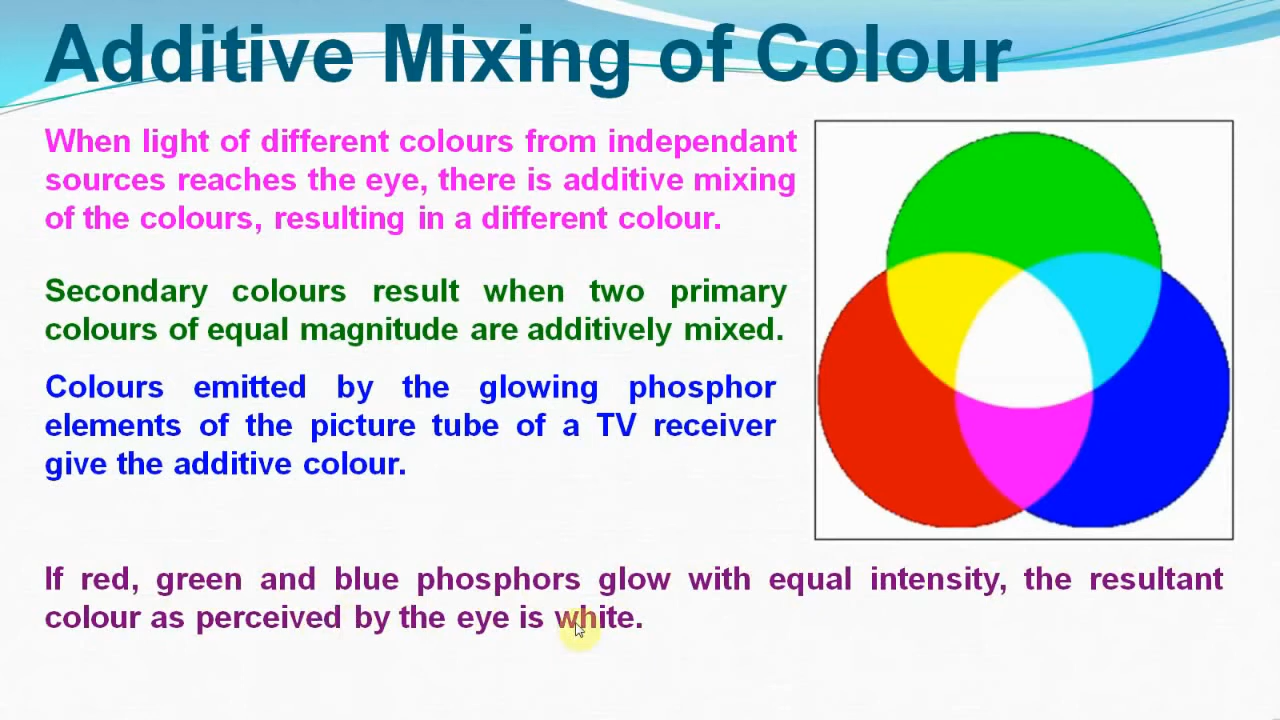 Additive Mixing of Colour
When light of different colours from independant
sources reaches the eye, there is additive mixing
of the colours, resulting in a different colour.
Secondary colours result when two primary
colours of equal magnitude are additively mixed.
Colours emitted by the glowing phosphor
elements of the picture tube of a TV receiver
give the additive colour.
If red, green and blue phosphors glow with equal intensity, the resultant
colour as perceived by the eye is white.